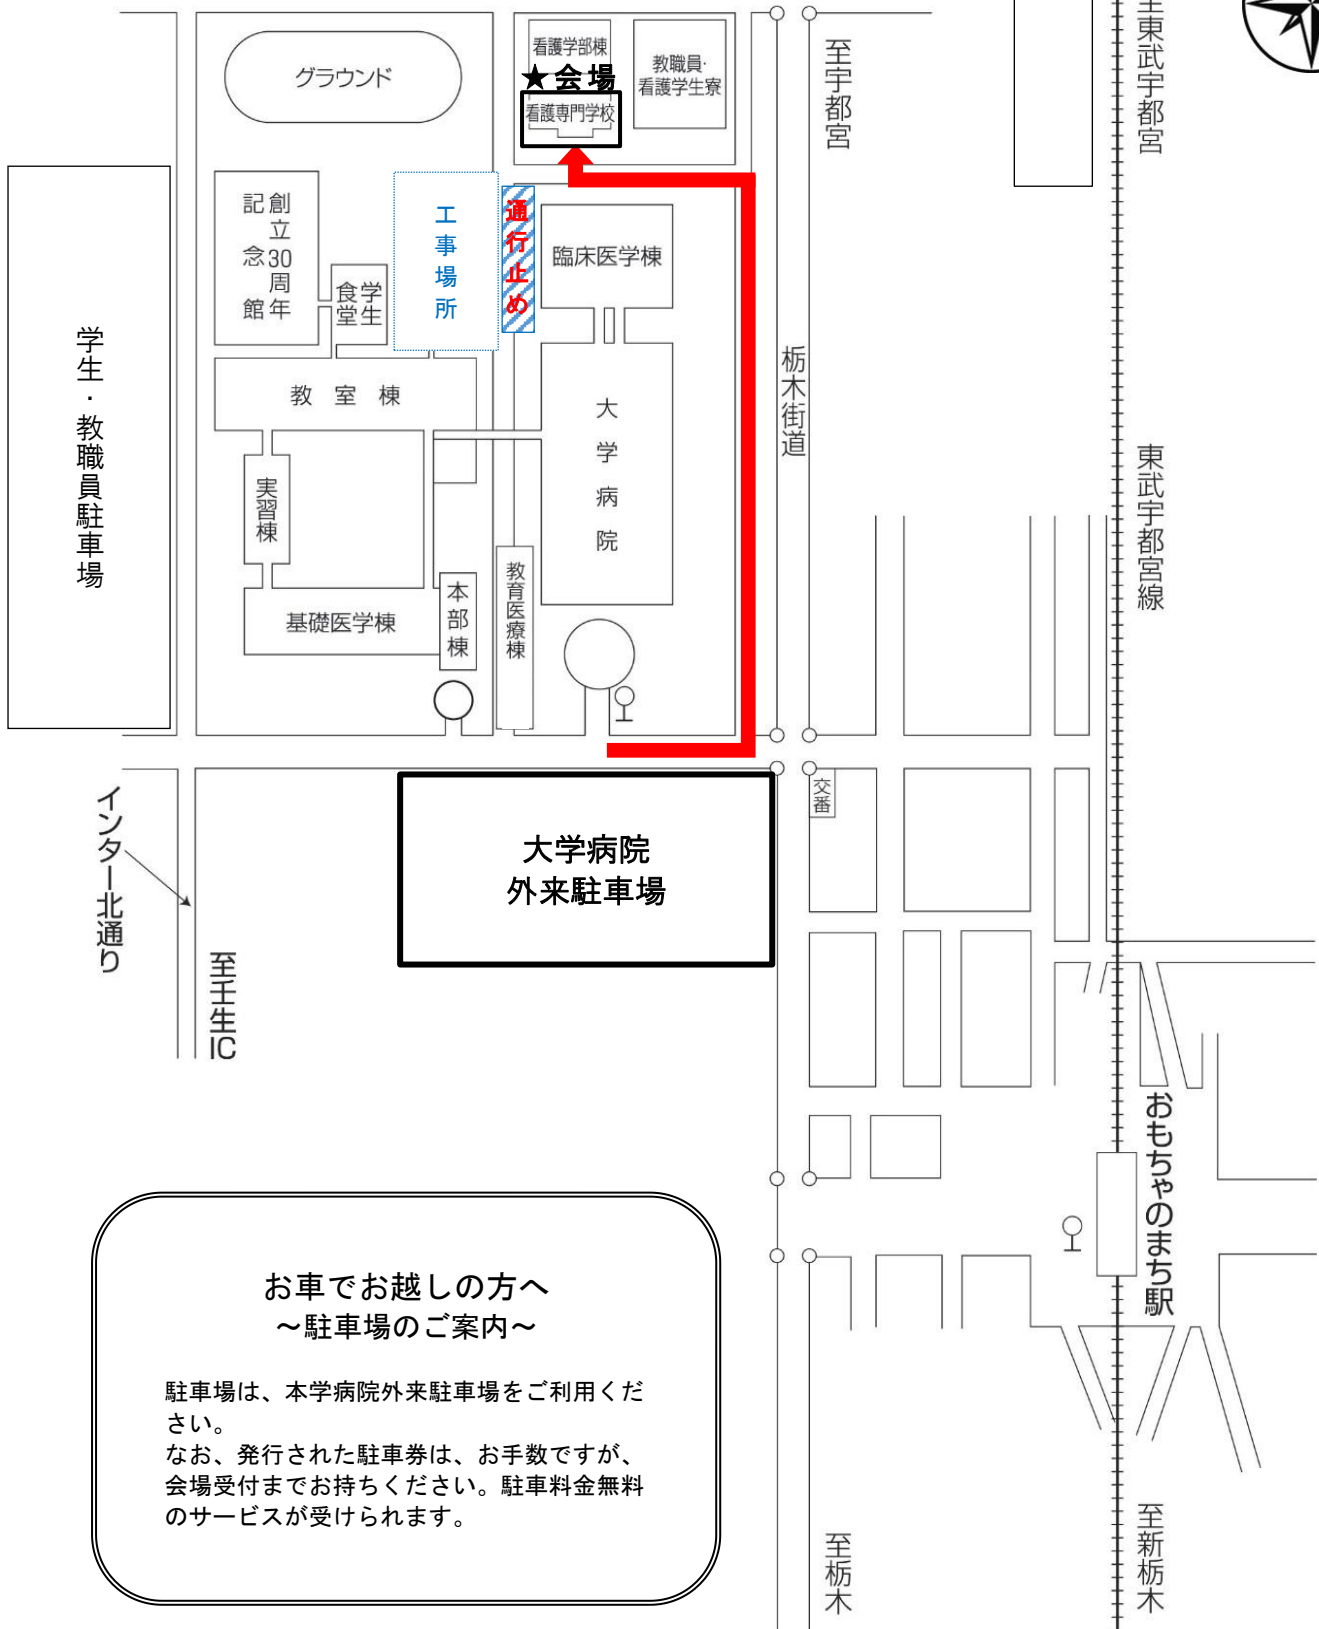 グラウンド
看護学部棟
★会場
看護専門学校
教職員・
看護学生寮
至宇都宮
至東武宇都宮
創立30周年
記念館
学生
食堂
工事場所
通行止め
臨床医学棟
学生・教職員駐車場
教室棟
大学病院
栃木街道
東武宇都宮線
実習棟
基礎医学棟
本部棟
教育医療棟
インター北通り
至壬生IC
大学病院
外来駐車場
交番
おもちゃのまち駅
お車でお越しの方へ
～駐車場のご案内～
駐車場は、本学病院外来駐車場をご利用くだ
さい。
なお、発行された駐車券は、お手数ですが、
会場受付までお持ちください。駐車料金無料
のサービスが受けられます。
至栃木
至新栃木